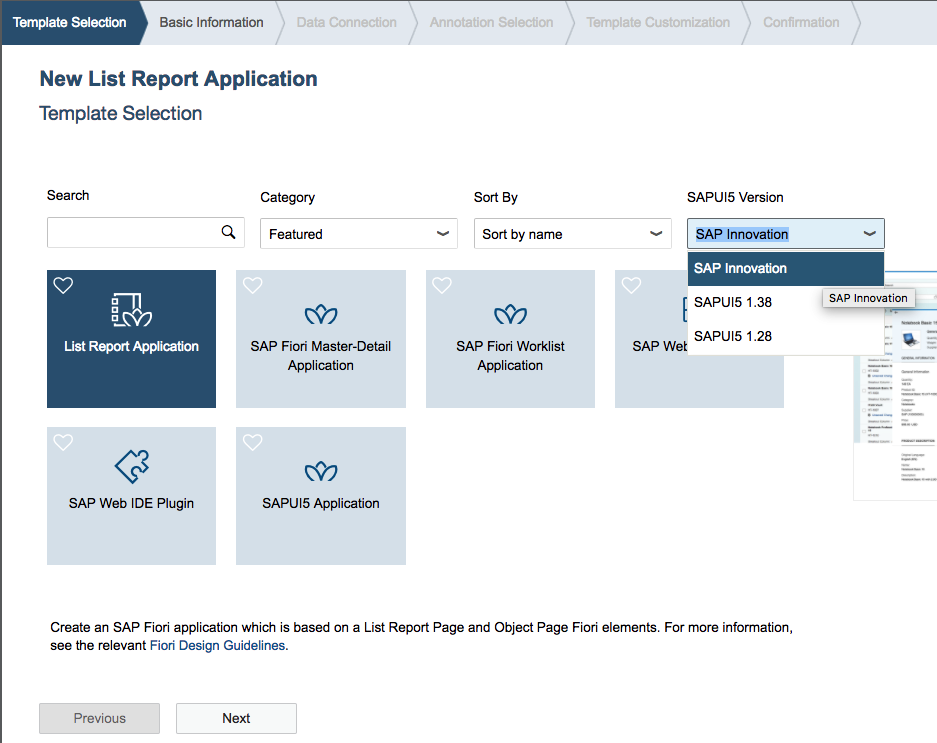 Template Selection
Basic Information
Data Connection
Annotation Selection
Template Customization
Confirmation
New List Report Application
Template Selection
Search
Category
Sort By
SAPUI5 Version
Featured
Sort by name
SAP Innovation
SAP Innovation
SAPUI5 1.38
SAPUI5 1.28
SAP Innovation
List Report Application
SAP Fiori Master-Detail
Application
SAP Fiori Worklist
Application
SAP Web
SAP Web IDE Plugin
SAPUI5 Application
Create an SAP Fiori application which is based on a List Report Page and Object Page Fiori elements. For more information,
see the relevant Fiori Design Guidelines.
Previous
Next